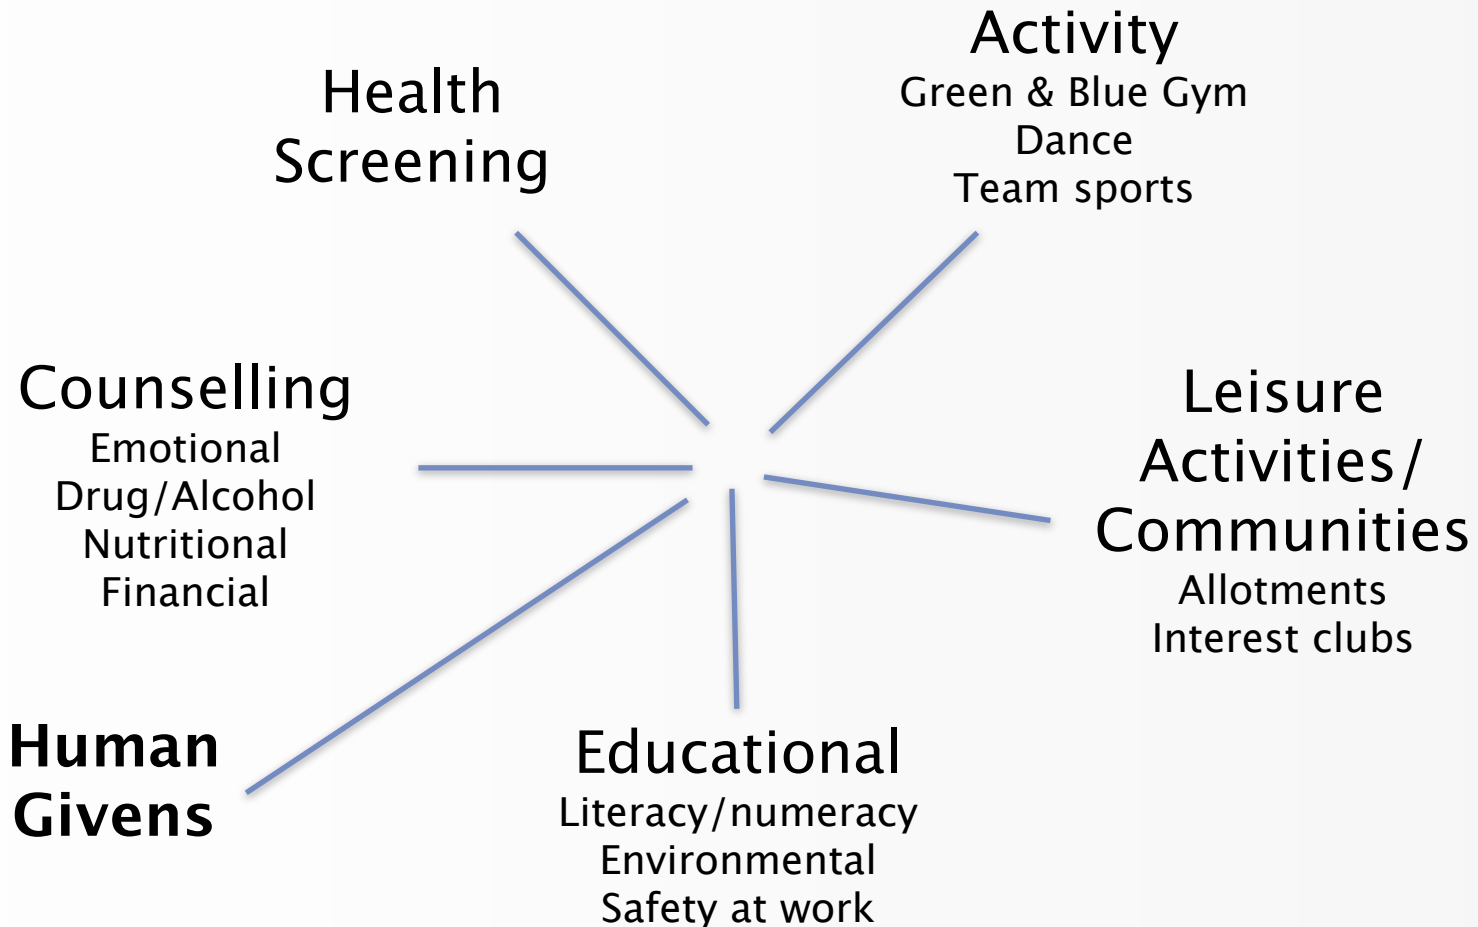 Health
Screening
Activity
Green & Blue Gym
Dance
Team sports
Counselling
Emotional
Drug/Alcohol
Nutritional
Financial
Leisure
Activities/
Communities
Allotments
Interest clubs
Human
Givens
Educational
Literacy/numeracy
Environmental
Safety at work